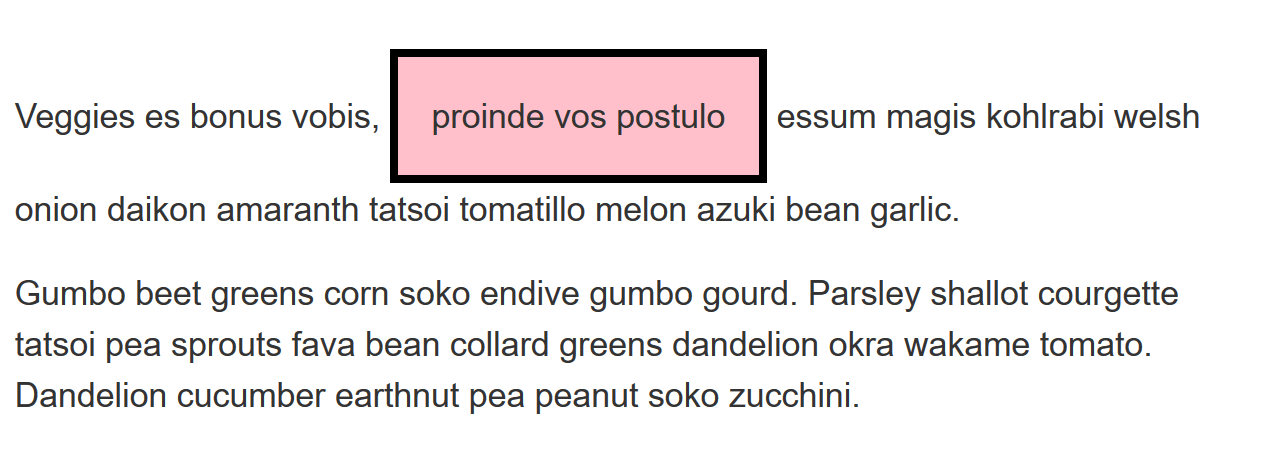 Veggies es bonus vobis, proinde vos postulo essum magis kohlrabi welsh
onion daikon amaranth tatsoi tomatillo melon azuki bean garlic.
Gumbo beet greens corn soko endive gumbo gourd. Parsley shallot courgette
tatsoi pea sprouts fava bean collard greens dandelion okra wakame tomato.
Dandelion cucumber earthnut pea peanut soko zucchini.